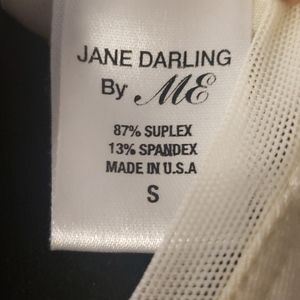 JANE DARLING
By ME
87% SUPLEX
13% SPANDEX
MADE IN U.S.A
S